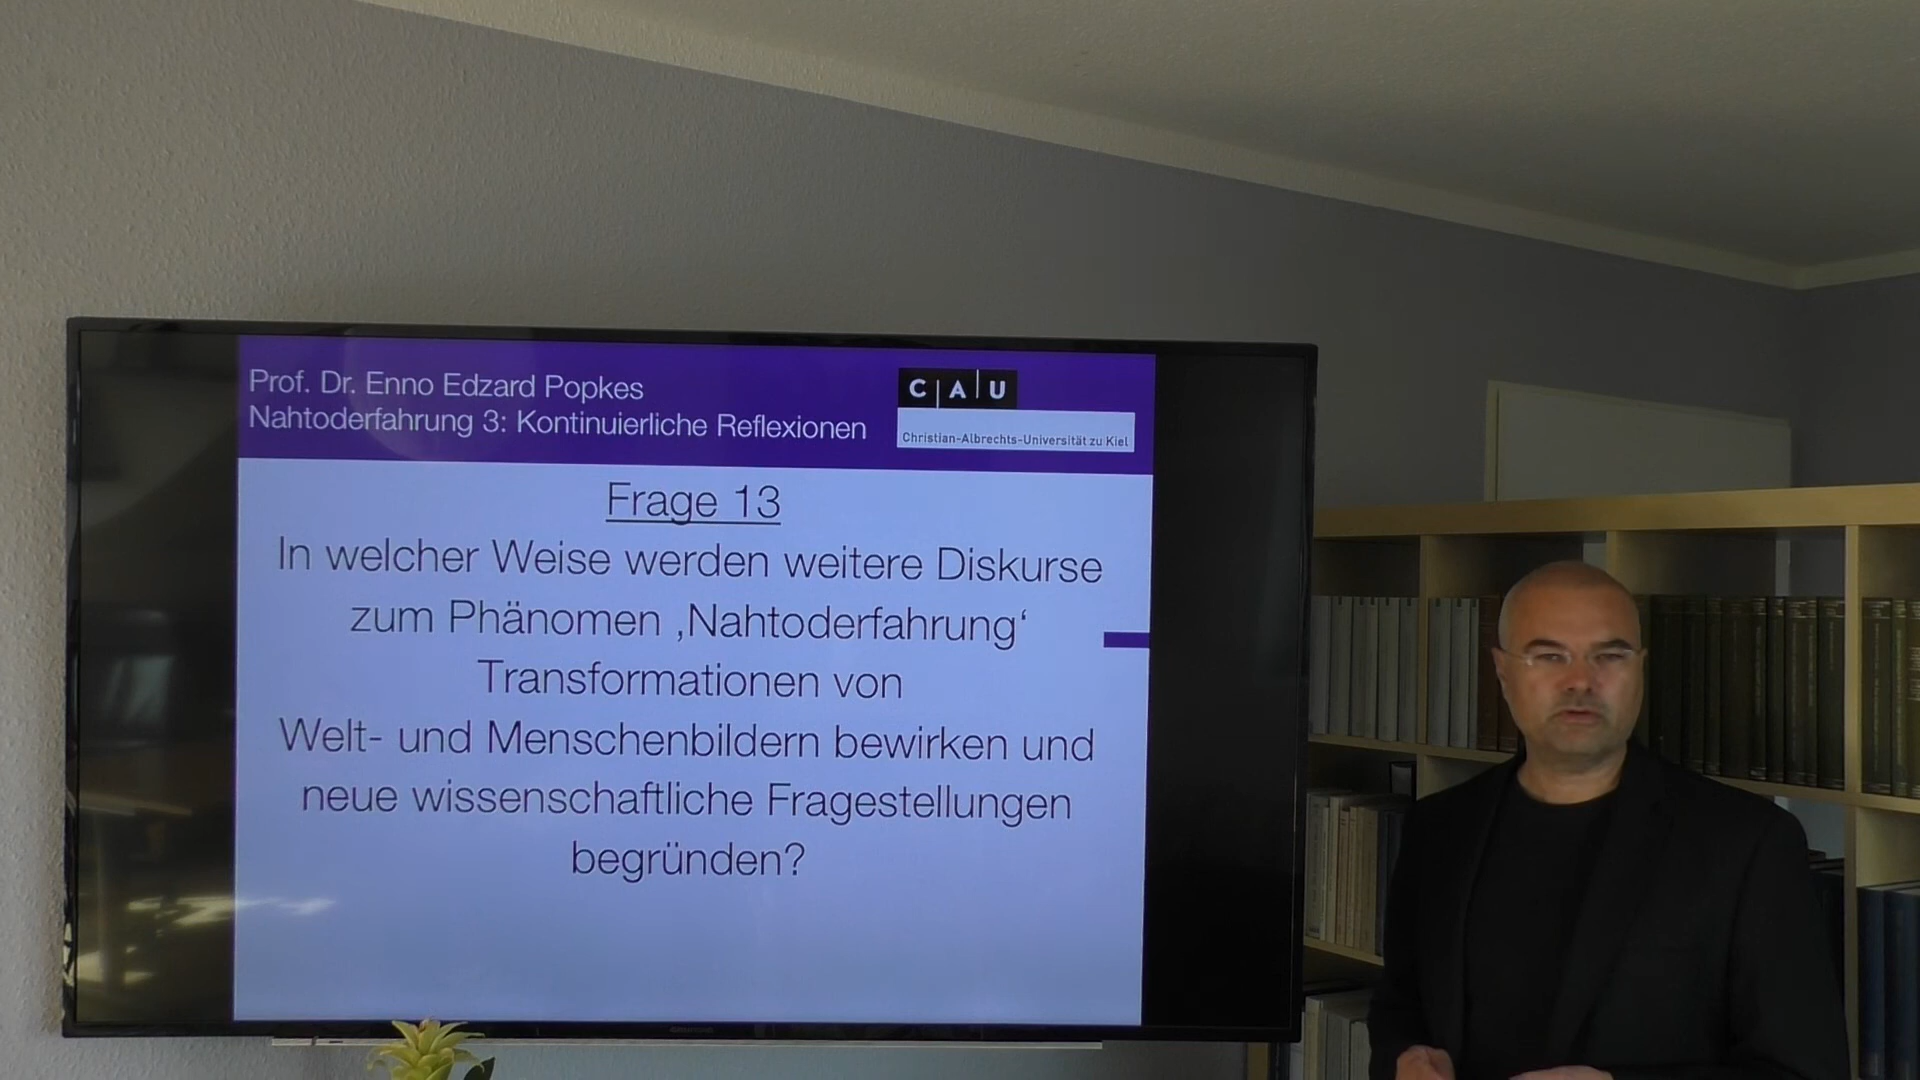 Prof. Dr. Enno Edzard Popkes
Nahtoderfahrung 3: Kontinuierliche Reflexionen
CAU
Christian-Albrechts-Universität zu Kiel
Frage 13
In welcher Weise werden weitere Diskurse
zum Phänomen ‚Nahtoderfahrung‘
Transformationen von
Welt- und Menschenbildern bewirken und
neue wissenschaftliche Fragestellungen
begründen?